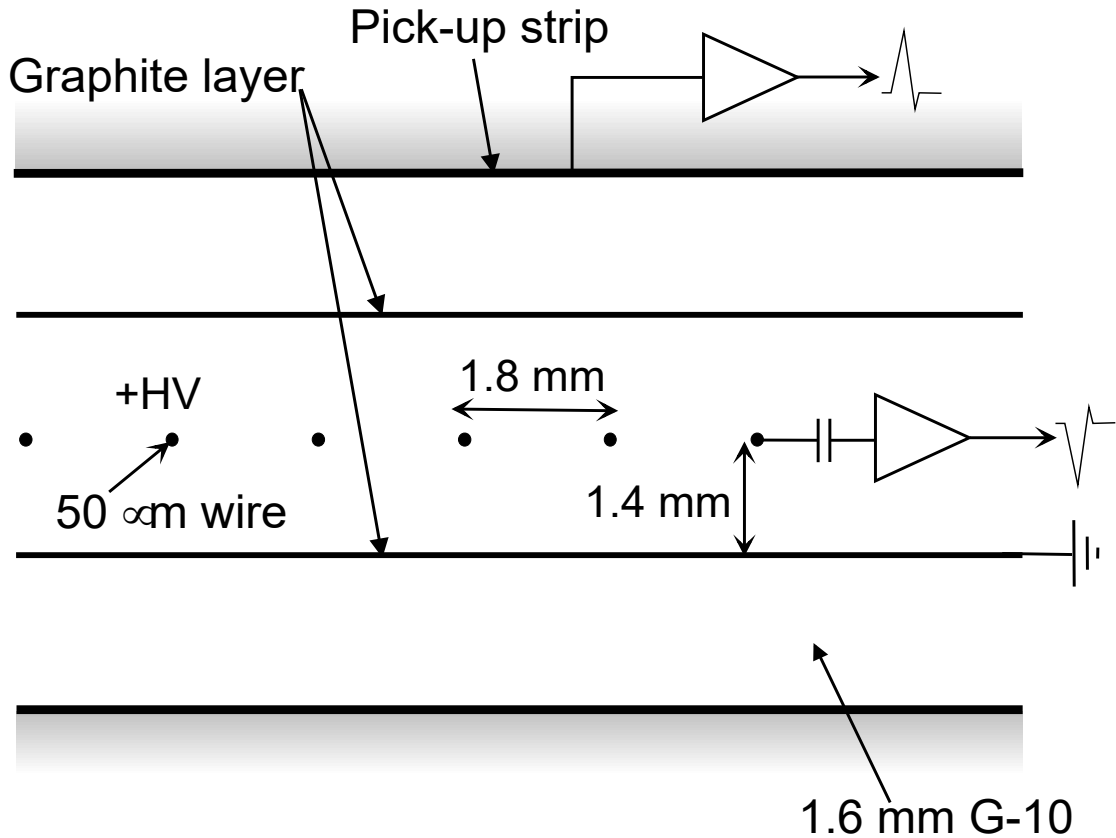 Pick-up strip
Graphite layer
1.8 mm
+HV
1.4 mm
50 ∝m wire
1.6 mm G-10